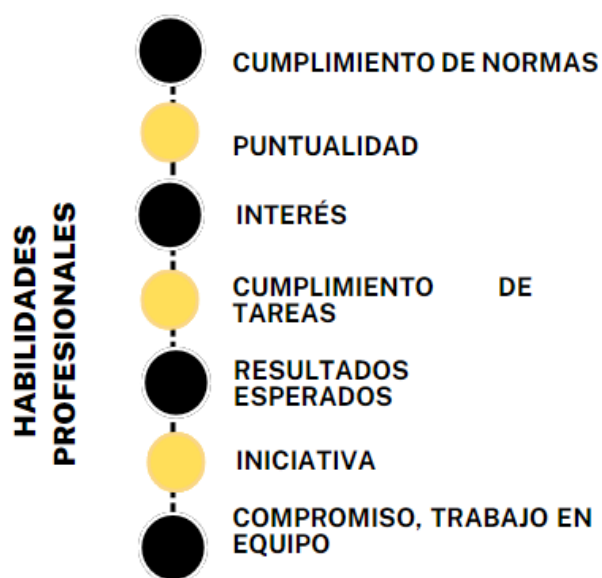 HABILIDADES
PROFESIONALES
CUMPLIMIENTO DE NORMAS
PUNTUALIDAD
INTERÉS
CUMPLIMIENTO DE
TAREAS
RESULTADOS
ESPERADOS
INICIATIVA
COMPROMISO, TRABAJO EN
EQUIPO